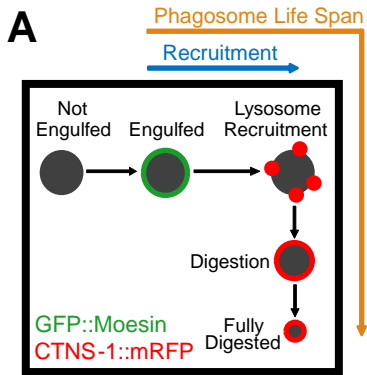 A
Phagosome Life Span
Recruitment
Not
Engulfed
Engulfed
Lysosome
Recruitment
Digestion
Fully
Digested
GFP::Moesin
CTNS-1::mRFP